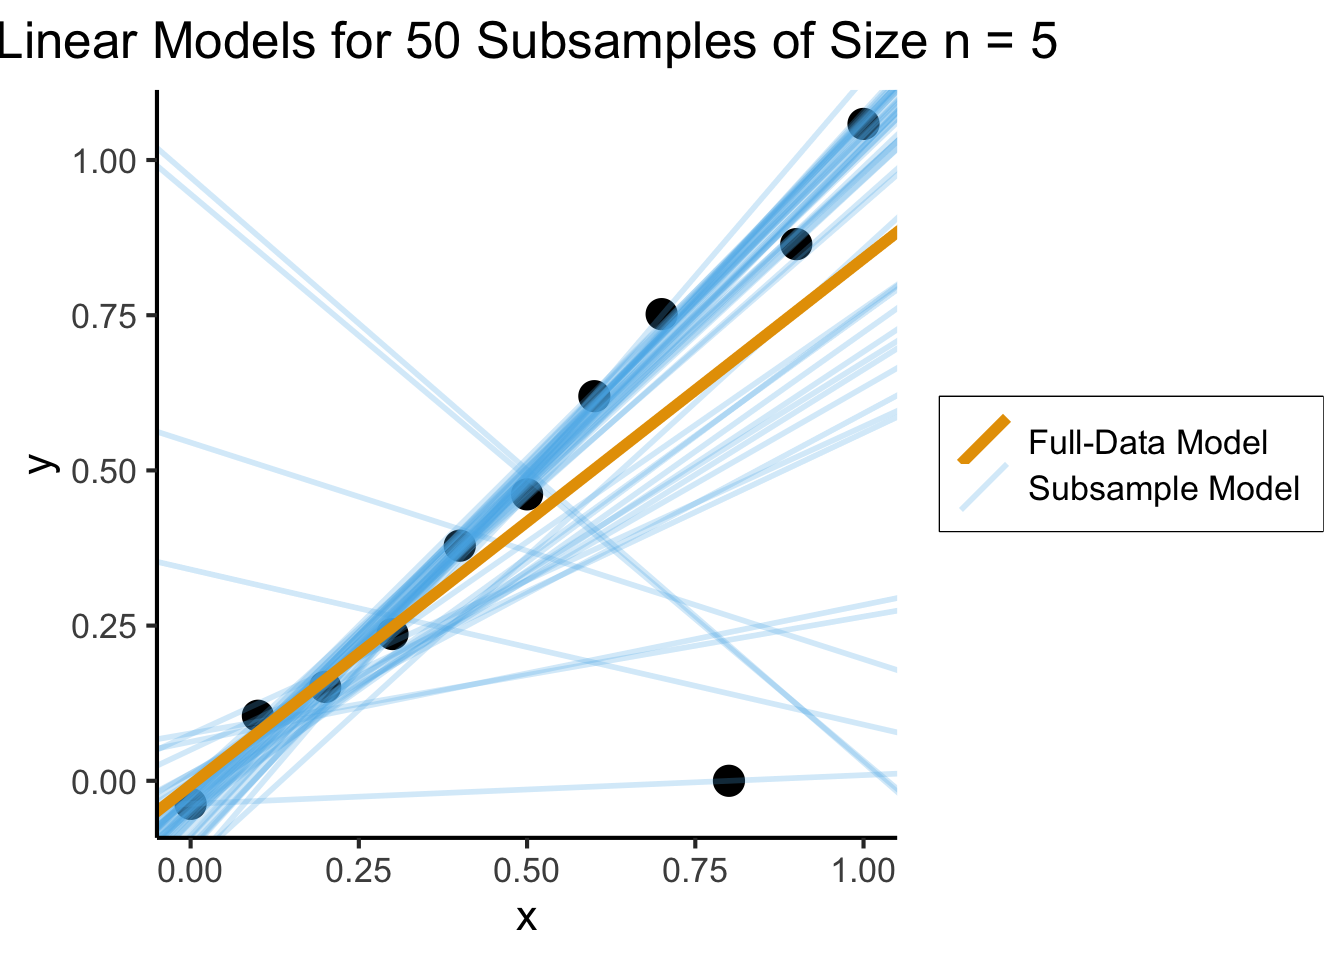 Linear Models for 50 Subsamples of Size n = 5
1.00
0.75
0.50
0.25
0.00
y
0.00 0.25 0.50 0.75 1.00
x
Full-Data Model
Subsample Model